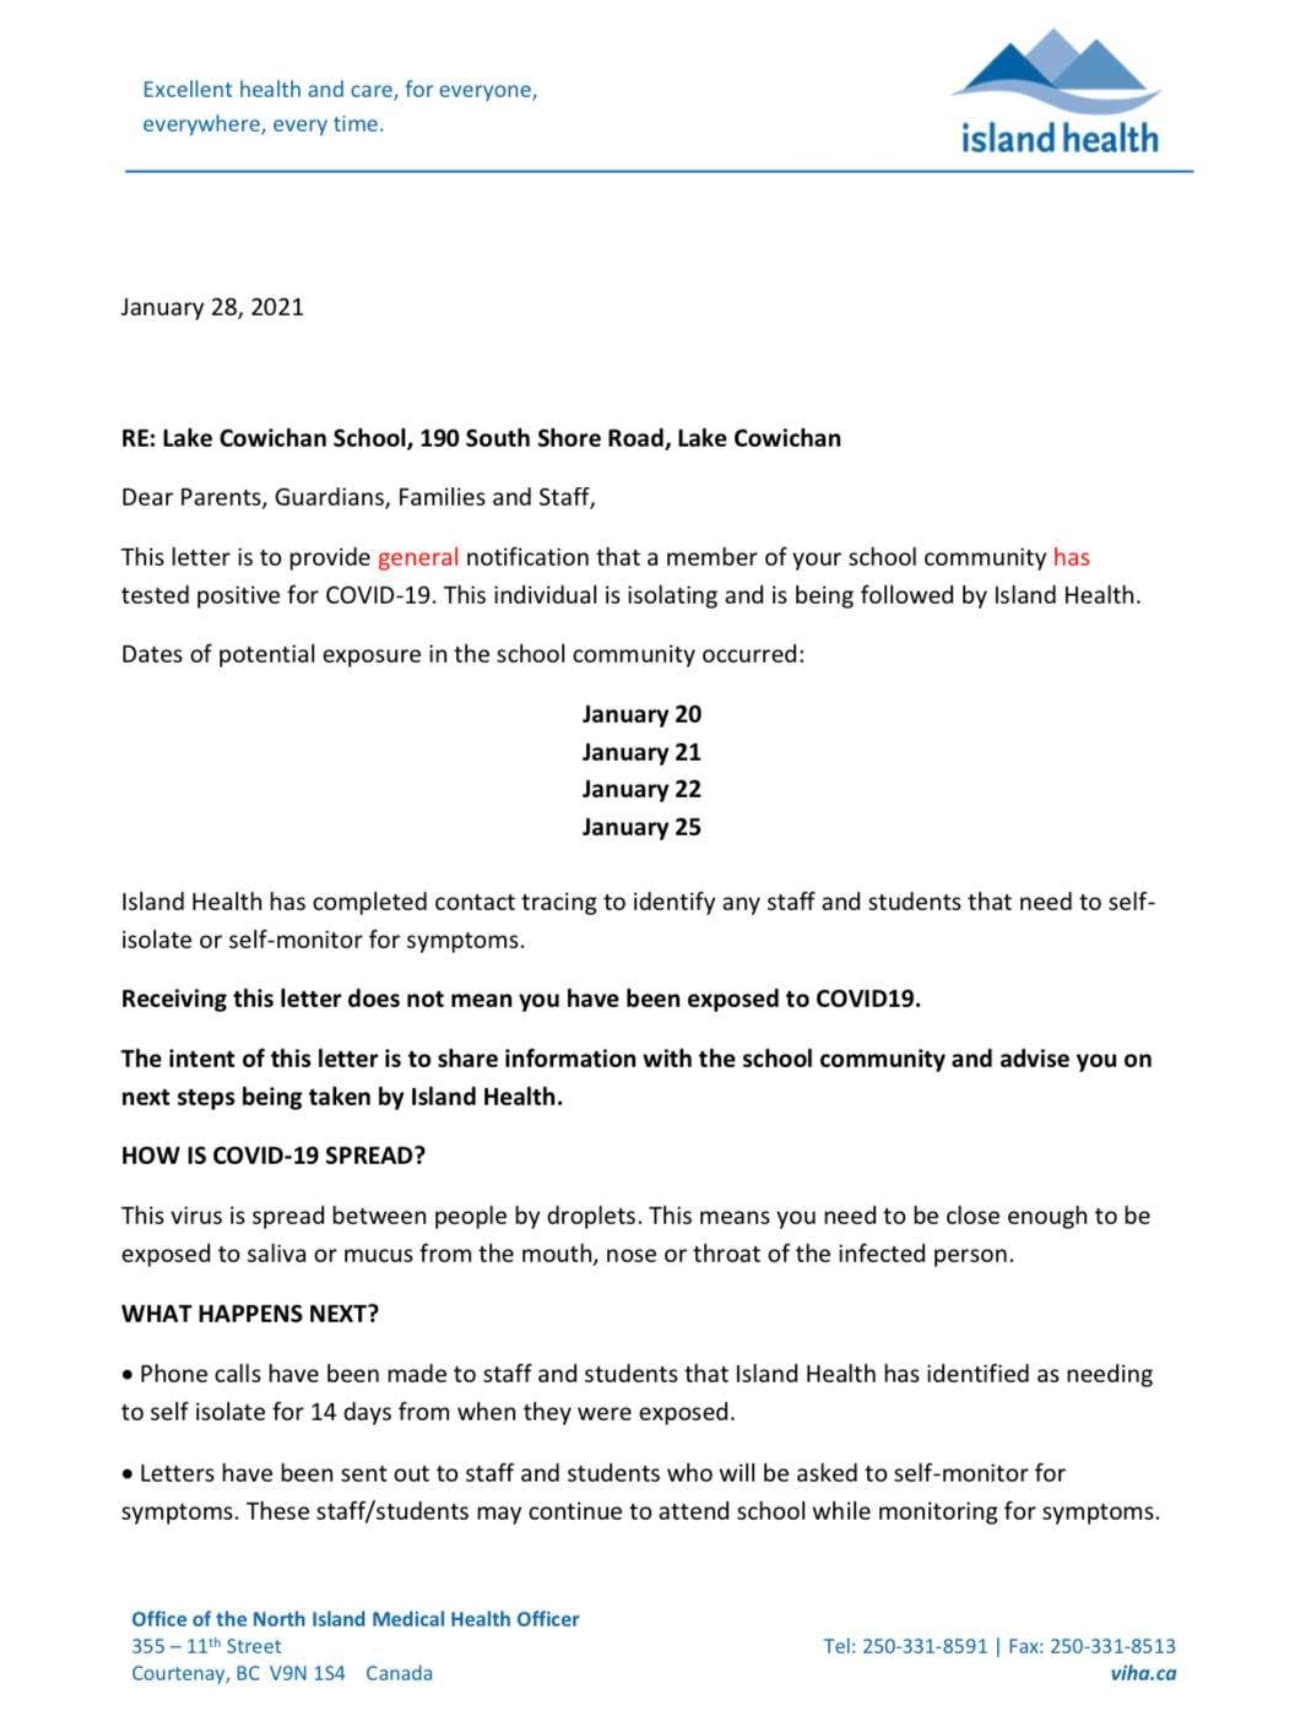 Excellent health and care, for everyone,
everywhere, every time.
island health
January 28, 2021
RE: Lake Cowichan School, 190 South Shore Road, Lake Cowichan
Dear Parents, Guardians, Families and Staff,
This letter is to provide general notification that a member of your school community has
tested positive for COVID-19. This individual is isolating and is being followed by Island Health.
Dates of potential exposure in the school community occurred:
January 20
January 21
January 22
January 25
Island Health has completed contact tracing to identify any staff and students that need to self-
isolate or self-monitor for symptoms.
Receiving this letter does not mean you have been exposed to COVID19.
The intent of this letter is to share information with the school community and advise you on
next steps being taken by Island Health.
HOW IS COVID-19 SPREAD?
This virus is spread between people by droplets. This means you need to be close enough to be
exposed to saliva or mucus from the mouth, nose or throat of the infected person.
WHAT HAPPENS NEXT?
• Phone calls have been made to staff and students that Island Health has identified as needing
to self isolate for 14 days from when they were exposed.
• Letters have been sent out to staff and students who will be asked to self-monitor for
symptoms. These staff/students may continue to attend school while monitoring for symptoms.
Office of the North Island Medical Health Officer
355 – 11th Street
Courtenay, BC V9N 1S4 Canada
Tel: 250-331-8591 | Fax: 250-331-8513
viha.ca